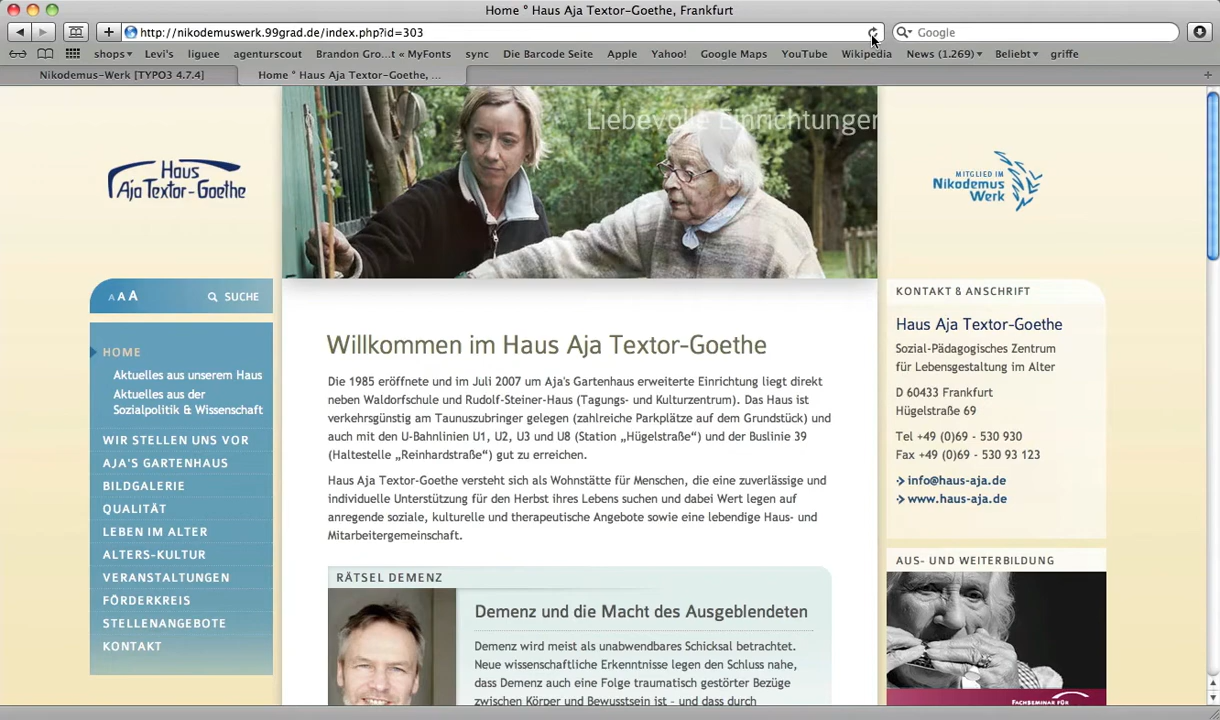 Home ° Haus Aja Textor-Goethe, Frankfurt
http://nikodemuswerk.99grad.de/index.php?id=303
Google
shops Levi's liguee agenturscout Brandon Gro...t « MyFonts sync Die Barcode Seite Apple Yahoo! Google Maps YouTube Wikipedia News (1.269) Beliebt griffe
Nikodemus-Werk [TYPO3 4.7.4]
Home ° Haus Aja Textor-Goethe, ...
Liebevolle Einrichtungen
Haus
Aja Textor-Goethe
MITGLIED IM
Nikodemus
Werk
A A A
SUCHE
HOME
Aktuelles aus unserem Haus
Aktuelles aus der
Sozialpolitik & Wissenschaft
WIR STELLEN UNS VOR
AJA'S GARTENHAUS
BILDGALERIE
QUALITÄT
LEBEN IM ALTER
ALTERS-KULTUR
VERANSTALTUNGEN
FÖRDERKREIS
STELLENANGEBOTE
KONTAKT
Willkommen im Haus Aja Textor-Goethe
Die 1985 eröffnete und im Juli 2007 um Aja's Gartenhaus erweiterte Einrichtung liegt direkt
neben Waldorfschule und Rudolf-Steiner-Haus (Tagungs- und Kulturzentrum). Das Haus ist
verkehrsgünstig am Taunuszubringer gelegen (zahlreiche Parkplätze auf dem Grundstück) und
auch mit den U-Bahnlinien U1, U2, U3 und U8 (Station „Hügelstraße“) und der Buslinie 39
(Haltestelle „Reinhardstraße“) gut zu erreichen.
Haus Aja Textor-Goethe versteht sich als Wohnstätte für Menschen, die eine zuverlässige und
individuelle Unterstützung für den Herbst ihres Lebens suchen und dabei Wert legen auf
anregende soziale, kulturelle und therapeutische Angebote sowie eine lebendige Haus- und
Mitarbeitergemeinschaft.
RÄTSEL DEMENZ
Demenz und die Macht des Ausgeblendeten
Demenz wird meist als unabwendbares Schicksal betrachtet.
Neue wissenschaftliche Erkenntnisse legen den Schluss nahe,
dass Demenz auch eine Folge traumatisch gestörter Bezüge
zwischen Körper und Bewusstsein ist – und dass durch
KONTAKT & ANSCHRIFT
Haus Aja Textor-Goethe
Sozial-Pädagogisches Zentrum
für Lebensgestaltung im Alter
D 60433 Frankfurt
Hügelstraße 69
Tel +49 (0)69 - 530 930
Fax +49 (0)69 - 530 93 123
info@haus-aja.de
www.haus-aja.de
AUS- UND WEITERBILDUNG
FACHSEMINAR FÜR